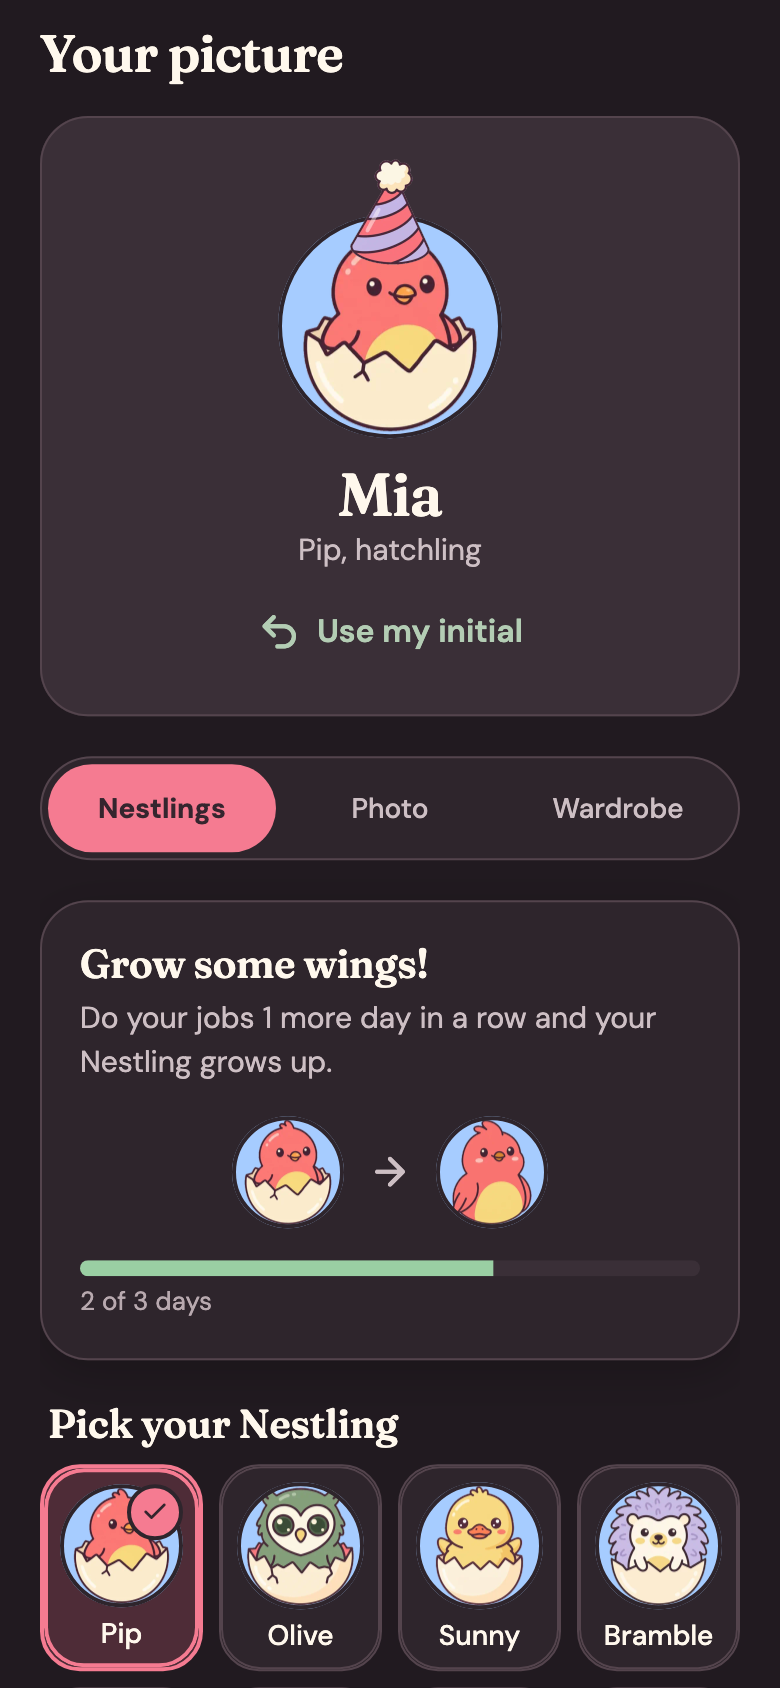 Your picture
Mia
Pip, hatchling
Use my initial
Nestlings
Photo
Wardrobe
Grow some wings!
Do your jobs 1 more day in a row and your
Nestling grows up.
2 of 3 days
Pick your Nestling
Pip
Olive
Sunny
Bramble